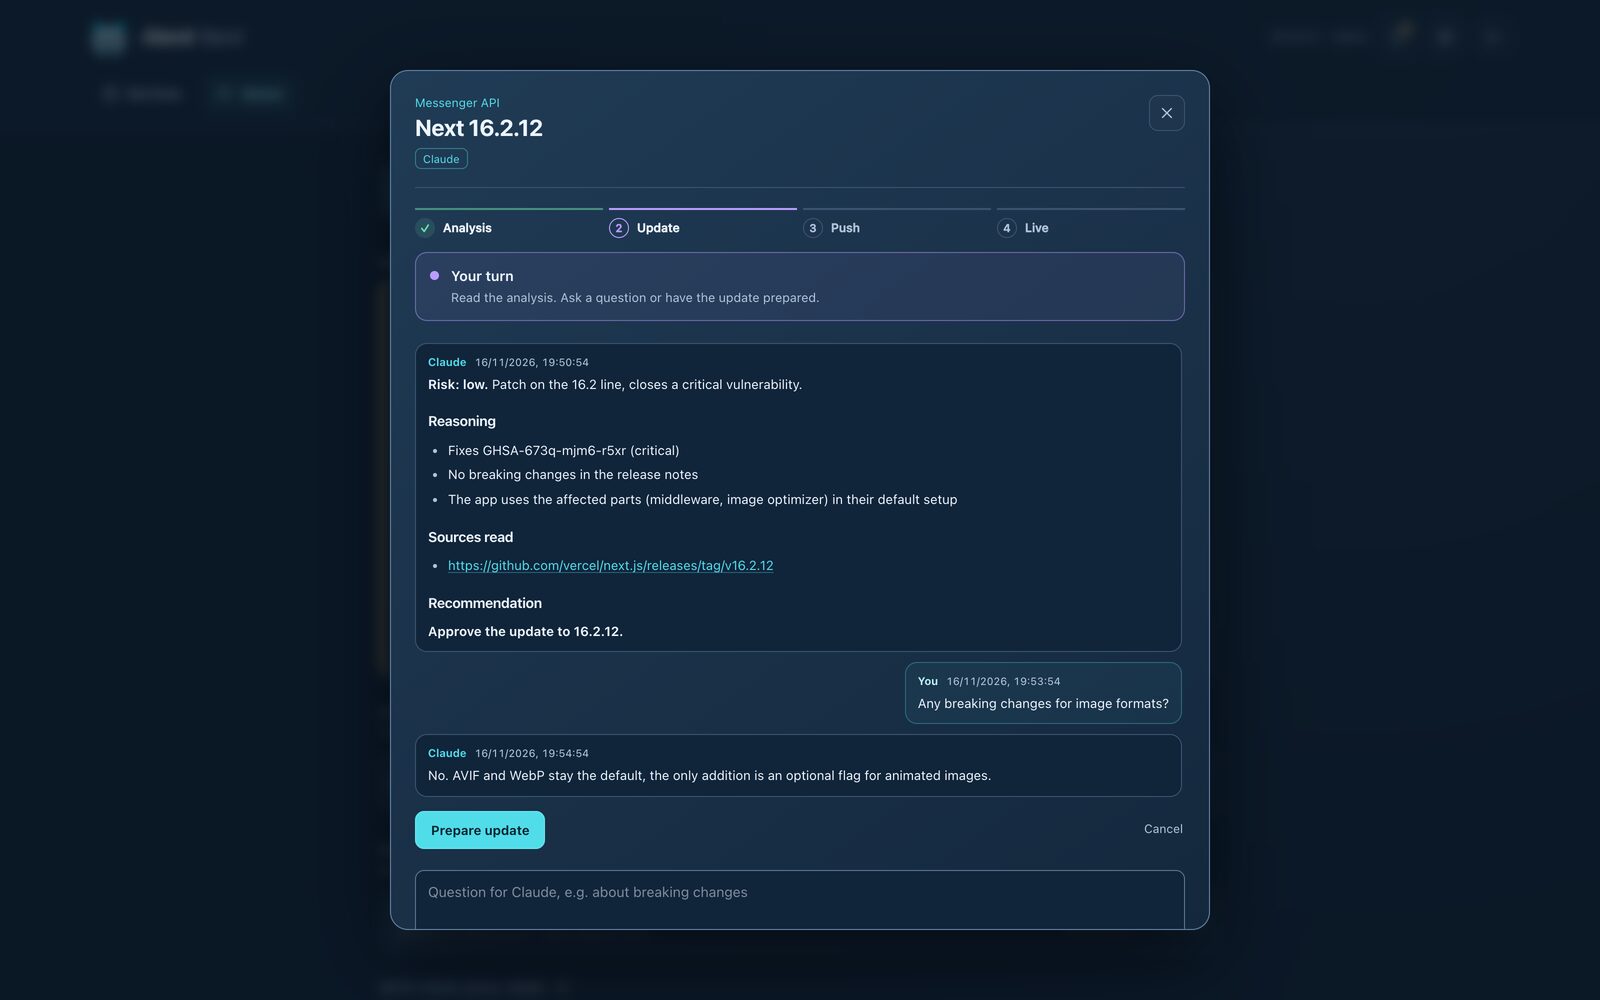 Messenger API
Next 16.2.12
Claude
Analysis
2 Update
3 Push
4 Live
Your turn
Read the analysis. Ask a question or have the update prepared.
Claude 16/11/2026, 19:50:54
Risk: low. Patch on the 16.2 line, closes a critical vulnerability.
Reasoning
• Fixes GHSA-673q-mjm6-r5xr (critical)
• No breaking changes in the release notes
• The app uses the affected parts (middleware, image optimizer) in their default setup
Sources read
• https://github.com/vercel/next.js/releases/tag/v16.2.12
Recommendation
Approve the update to 16.2.12.
You 16/11/2026, 19:53:54
Any breaking changes for image formats?
Claude 16/11/2026, 19:54:54
No. AVIF and WebP stay the default, the only addition is an optional flag for animated images.
Prepare update
Cancel
Question for Claude, e.g. about breaking changes